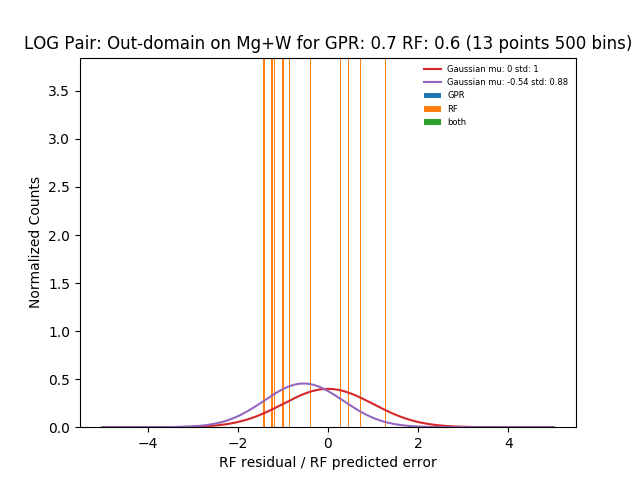 LOG Pair: Out-domain on Mg+W for GPR: 0.7 RF: 0.6 (13 points 500 bins)
Gaussian mu: 0 std: 1
Gaussian mu: -0.54 std: 0.88
GPR
RF
both
Normalized Counts
3.5
3.0
2.5
2.0
1.5
1.0
0.5
0.0
−4 −2 0 2 4
RF residual / RF predicted error